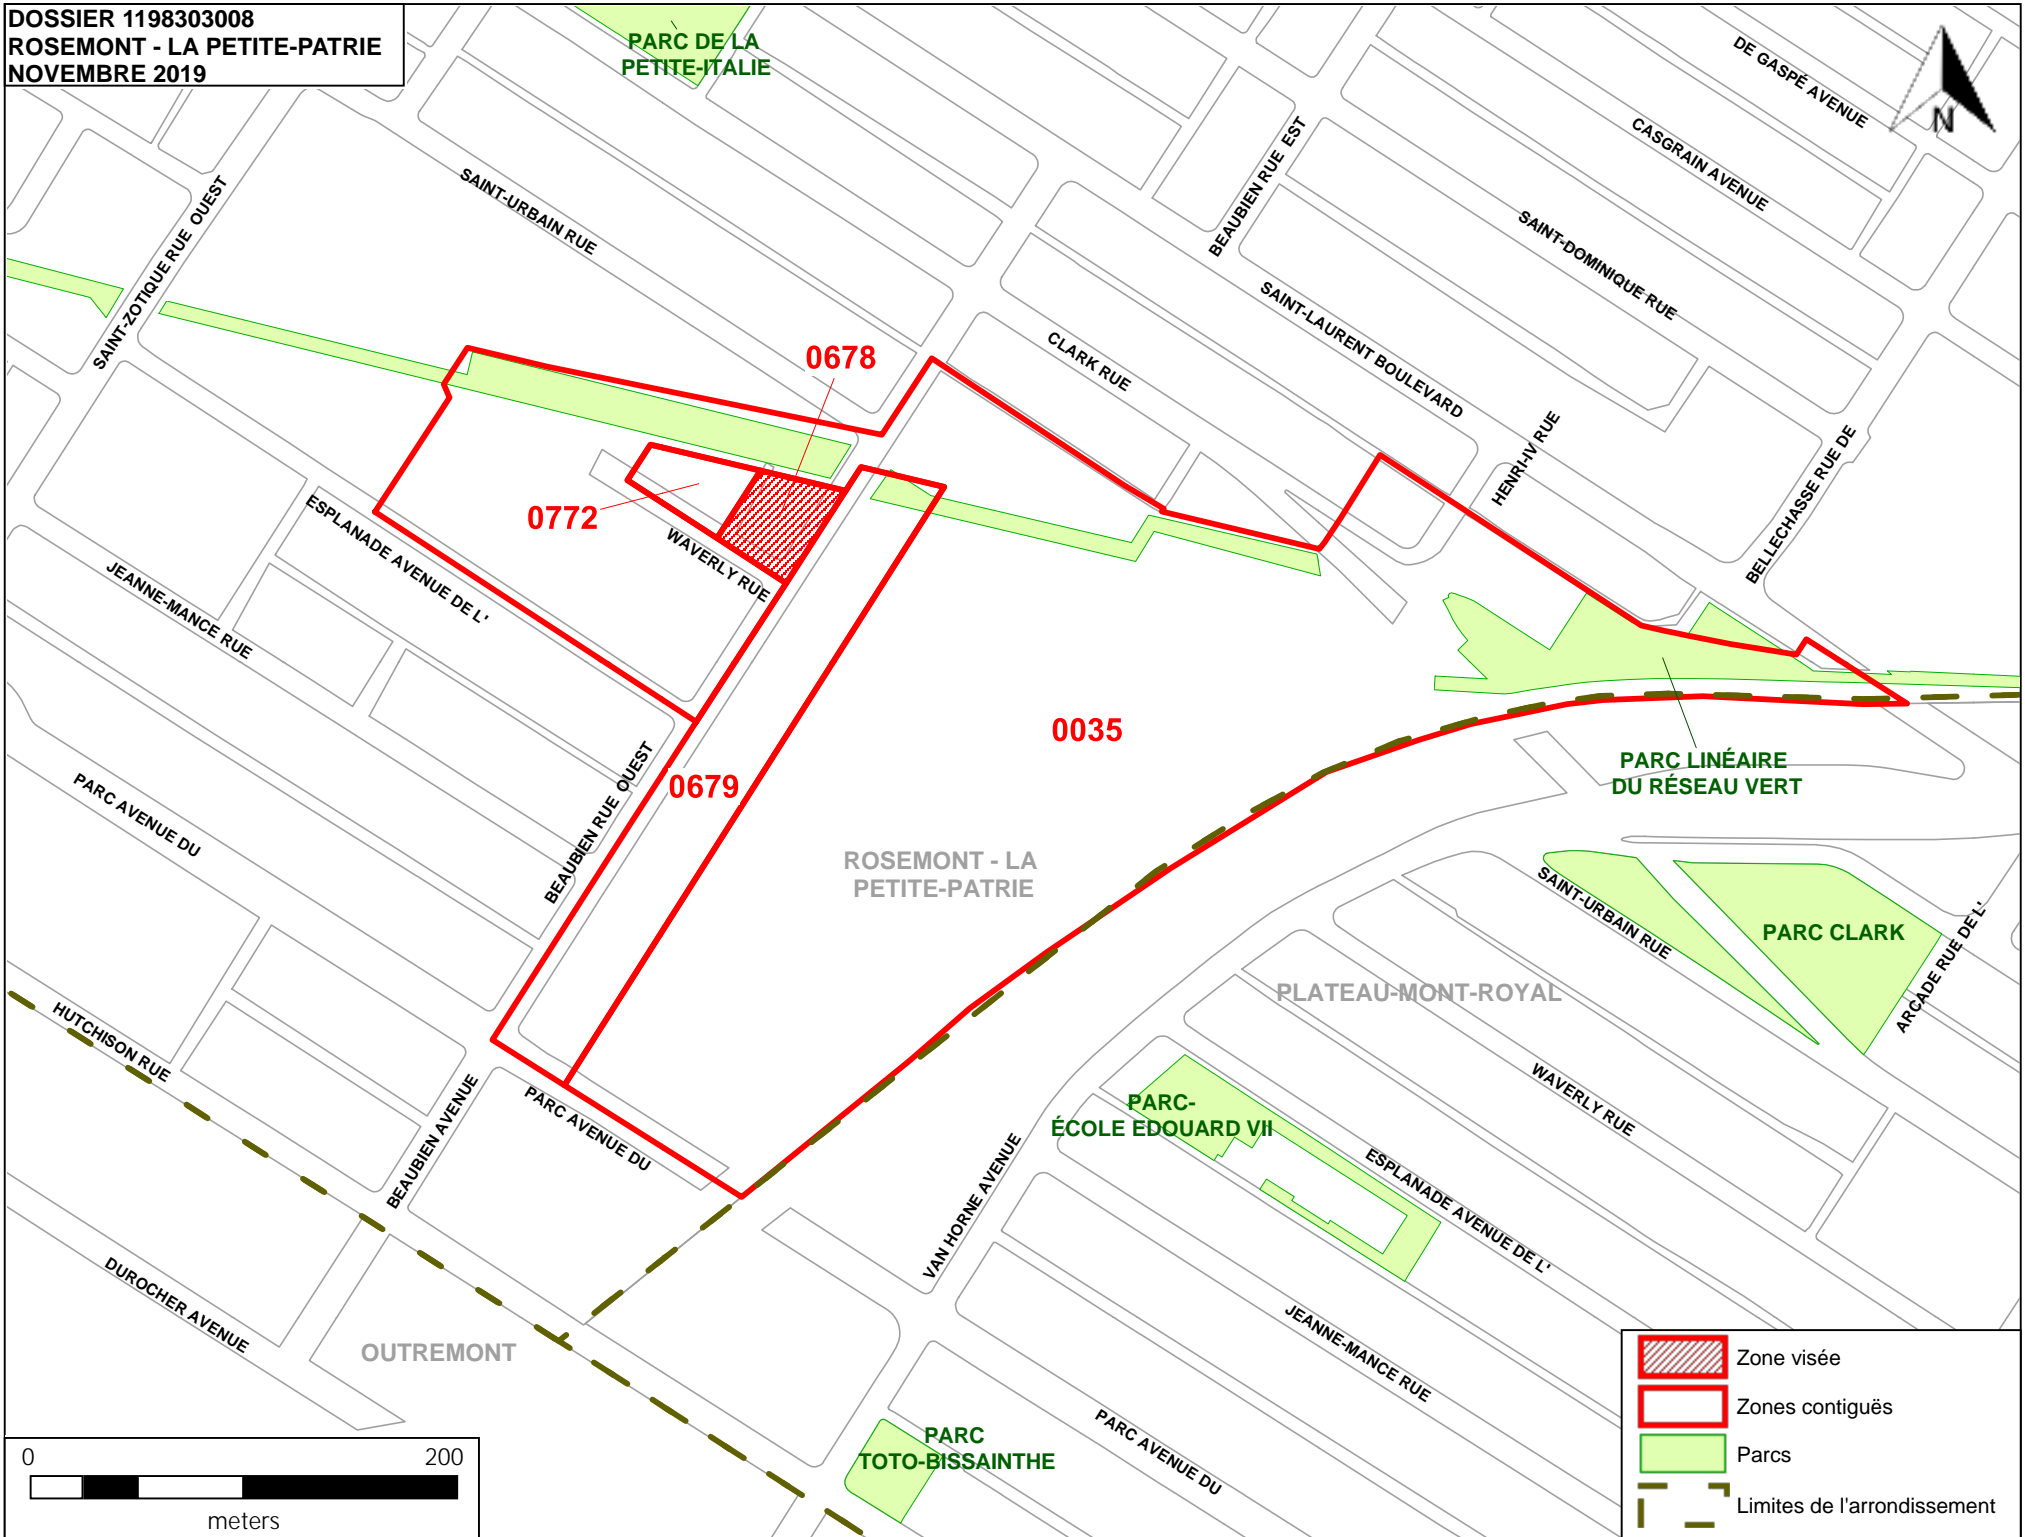 DOSSIER 1198303008
ROSEMONT - LA PETITE-PATRIE
NOVEMBRE 2019
PARC DE LA
PETITE-ITALIE
DE GASPÉ AVENUE
N
CASGRAIN AVENUE
BEAUBIEN RUE EST
SAINT-URBAIN RUE
SAINT-DOMINIQUE RUE
SAINT-ZOTIQUE RUE OUEST
SAINT-LAURENT BOULEVARD
CLARK RUE
0678
HENRI-IV RUE
BELLECHASSE RUE DE
0772
ESPLANADE AVENUE DE L'
WAVERLY RUE
JEANNE-MANCE RUE
0035
0679
PARC LINÉAIRE
DU RÉSEAU VERT
PARC AVENUE DU
BEAUBIEN RUE OUEST
ROSEMONT - LA
PETITE-PATRIE
SAINT-URBAIN RUE
PARC CLARK
ARCADE RUE DE L'
PLATEAU-MONT-ROYAL
HUTCHISON RUE
BEAUBIEN AVENUE
PARC AVENUE DU
PARC-
ÉCOLE EDOUARD VII
WAVERLY RUE
VAN HORNE AVENUE
ESPLANADE AVENUE DE L'
DUROCHER AVENUE
OUTREMONT
JEANNE-MANCE RUE
PARC
TOTO-BISSAINTHE
PARC AVENUE DU
0 200
meters
Zone visée
Zones contiguës
Parcs
Limites de l'arrondissement